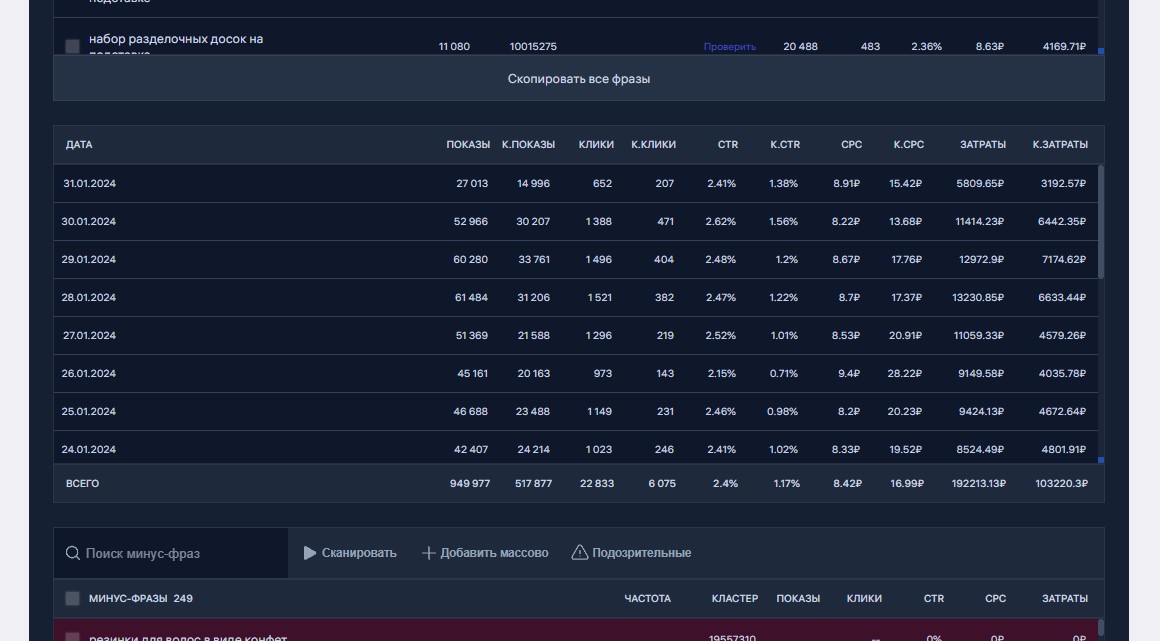 подставке
набор разделочных досок на 11 080 10015275 Проверить 20 488 483 2.36% 8.63₽ 4169.71₽
подставке
Скопировать все фразы
ДАТА ПОКАЗЫ К.ПОКАЗЫ КЛИКИ К.КЛИКИ CTR К.CTR CPC К.CPC ЗАТРАТЫ К.ЗАТРАТЫ
31.01.2024 27 013 14 996 652 207 2.41% 1.38% 8.91₽ 15.42₽ 5809.65₽ 3192.57₽
30.01.2024 52 966 30 207 1 388 471 2.62% 1.56% 8.22₽ 13.68₽ 11414.23₽ 6442.35₽
29.01.2024 60 280 33 761 1 496 404 2.48% 1.2% 8.67₽ 17.76₽ 12972.9₽ 7174.62₽
28.01.2024 61 484 31 206 1 521 382 2.47% 1.22% 8.7₽ 17.37₽ 13230.85₽ 6633.44₽
27.01.2024 51 369 21 588 1 296 219 2.52% 1.01% 8.53₽ 20.91₽ 11059.33₽ 4579.26₽
26.01.2024 45 161 20 163 973 143 2.15% 0.71% 9.4₽ 28.22₽ 9149.58₽ 4035.78₽
25.01.2024 46 688 23 488 1 149 231 2.46% 0.98% 8.2₽ 20.23₽ 9424.13₽ 4672.64₽
24.01.2024 42 407 24 214 1 023 246 2.41% 1.02% 8.33₽ 19.52₽ 8524.49₽ 4801.91₽
ВСЕГО 949 977 517 877 22 833 6 075 2.4% 1.17% 8.42₽ 16.99₽ 192213.13₽ 103220.3₽
Поиск минус-фраз Сканировать Добавить массово Подозрительные
МИНУС-ФРАЗЫ 249 ЧАСТОТА КЛАСТЕР ПОКАЗЫ КЛИКИ CTR CPC ЗАТРАТЫ
резинки для волос в виде конфет 19557310 -- 0% 0₽ 0₽